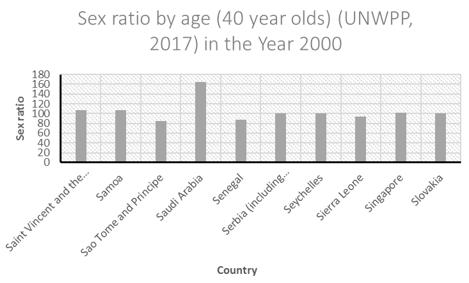 Sex ratio by age (40 year olds) (UNWPP,
2017) in the Year 2000
180
160
140
120
100
80
60
40
20
0
Sex ratio
Saint Vincent and the...
Samoa
Sao Tome and Principe
Saudi Arabia
Senegal
Serbia (including...
Seychelles
Sierra Leone
Singapore
Slovakia
Country